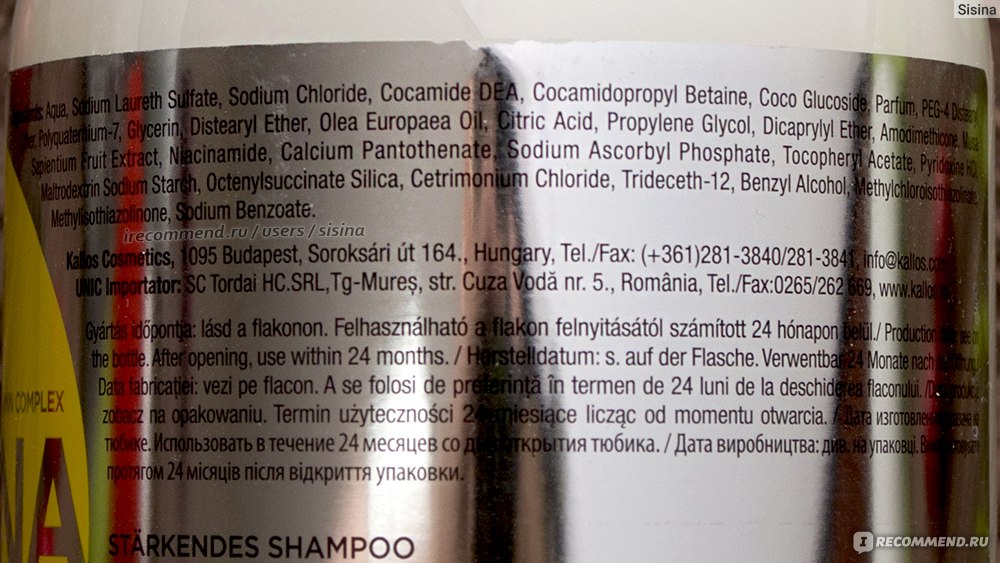 Sisina
Aqua, Sodium Laureth Sulfate, Sodium Chloride, Cocamide DEA, Cocamidopropyl Betaine, Coco Glucoside, Parfum, PEG-4
Polyquaternium-7, Glycerin, Distearyl Ether, Olea Europaea Oil, Citric Acid, Propylene Glycol, Dicaprylyl Ether, Amodimethicone, Musa
Sapientium Fruit Extract, Niacinamide, Calcium Pantothenate, Sodium Ascorbyl Phosphate, Tocopheryl Acetate, Pyridoxine HCl,
Maltrodextrin Sodium Starch, Octenylsuccinate Silica, Cetrimonium Chloride, Trideceth-12, Benzyl Alcohol, Methylchloroisothiazolinone,
Methylisothiazolinone, Sodium Benzoate.
irecommend.ru / users / sisina
Kallos Cosmetics, 1095 Budapest, Soroksári út 164., Hungary, Tel./Fax: (+361)281-3840/281-3841,
UNIC Importator: SC Tordai HC.SRL,Tg-Mureș, str. Cuza Vodă nr. 5., România, Tel./Fax:0265/262
Gyártás időpontja: lásd a flakonon. Felhasználható a flakon felnyitásától számított 24 hónapon belül./ Production
the bottle. After opening, use within 24 months. / Herstelldatum: s. auf der Flasche. Verwentbar 24 Monate nach
Data fabricației: vezi pe flacon. A se folosi de preferință în termen de 24 luni de la deschiderea flaconului.
zobacz na opakowaniu. Termin użyteczności 24 miesiące licząc od momentu otwarcia. / Дата
тюбике. Использовать в течение 24 месяцев со дня открытия тюбика. / Дата виробництва: див. на упаковці.
протягом 24 місяців після відкриття упаковки.
COMPLEX
NA
STÄRKENDES SHAMPOO
IRECOMMEND.RU